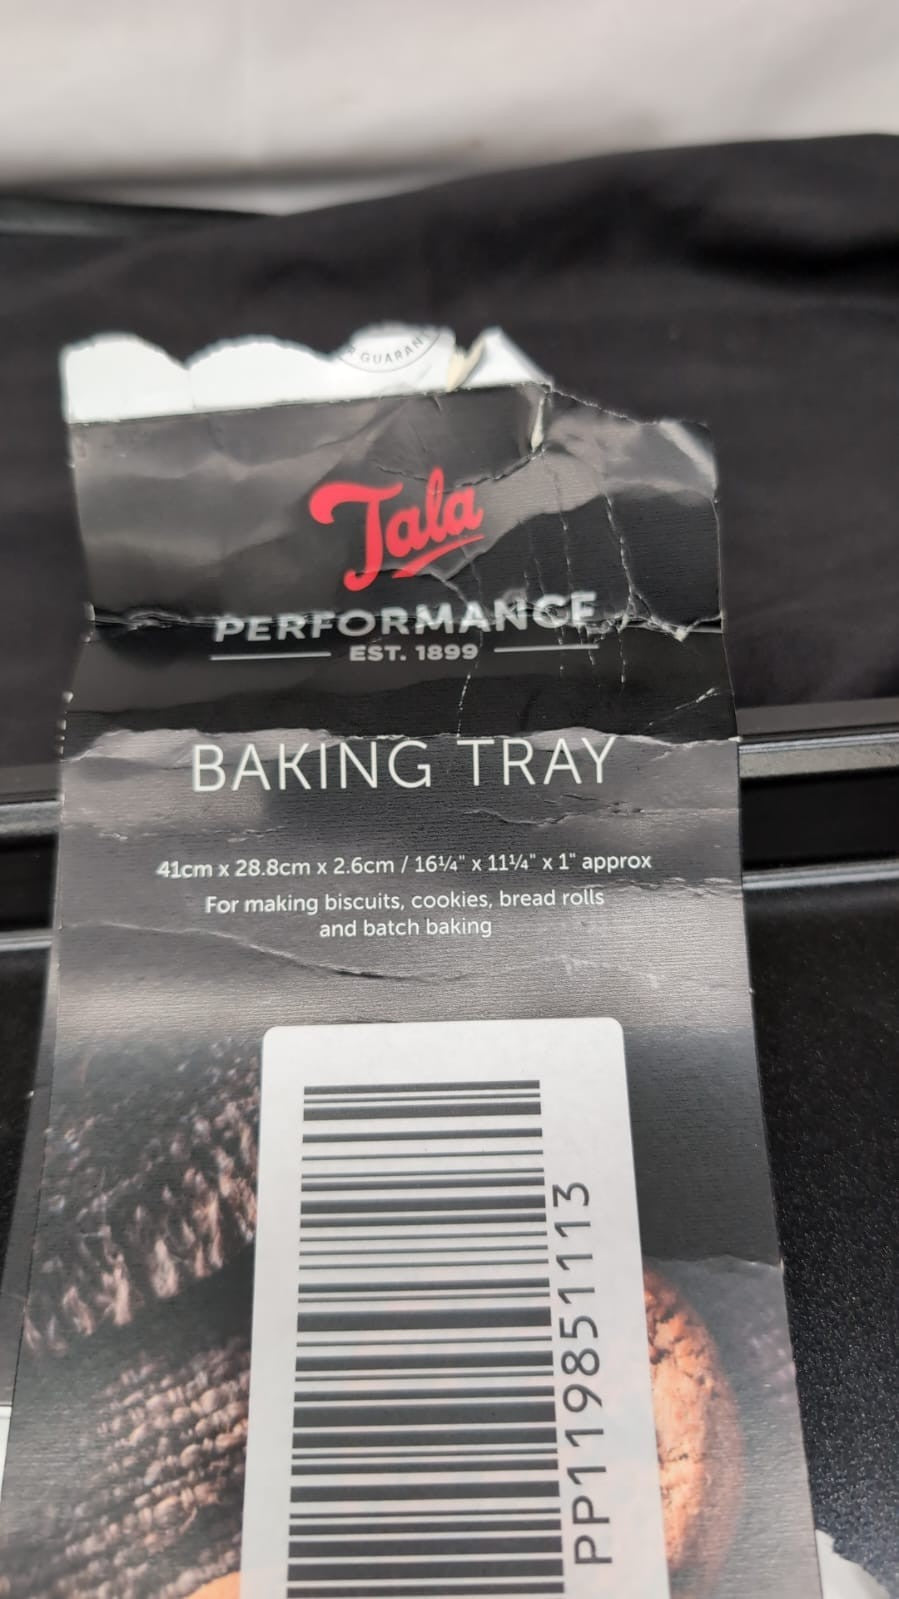 GUARAN
Tala
PERFORMANCE
EST. 1899
BAKING TRAY
41cm x 28.8cm x 2.6cm / 16¼" x 11¼" x 1" approx
For making biscuits, cookies, bread rolls
and batch baking
PP119851113